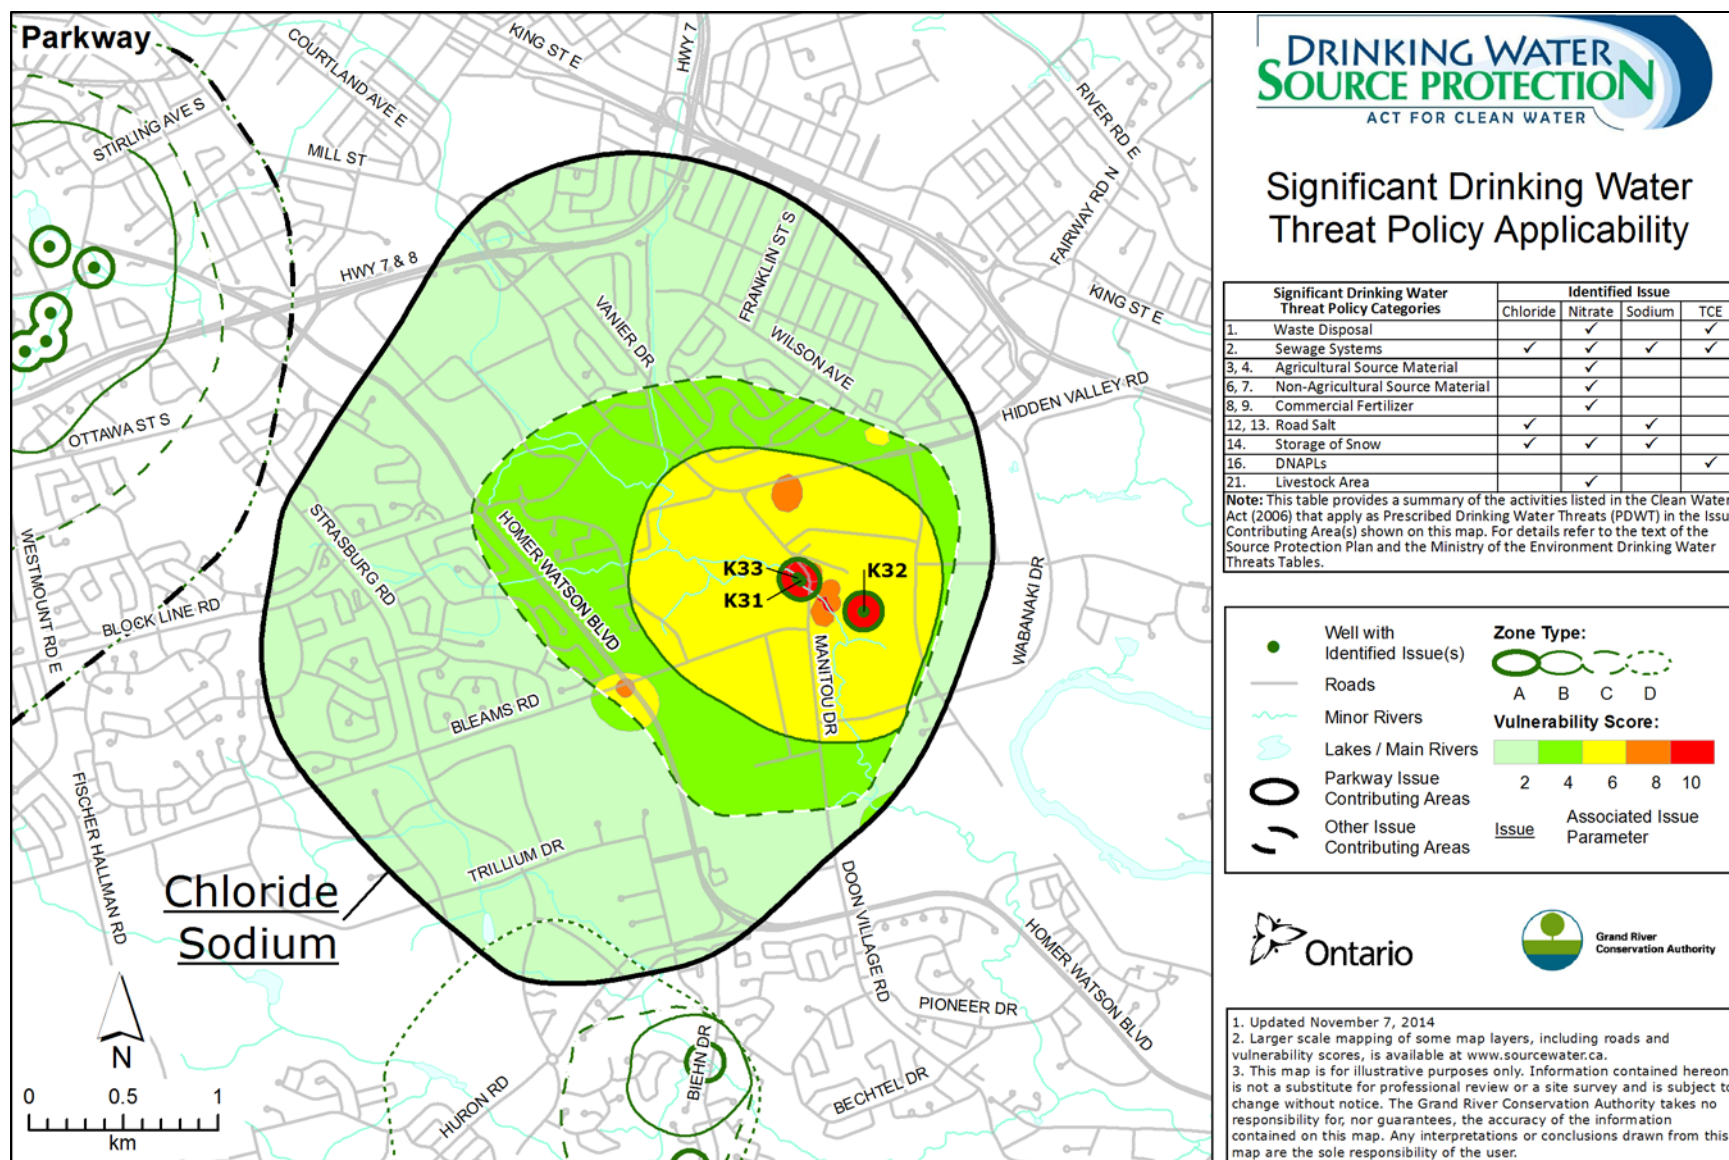 Parkway
COURTLAND AVE E
KING ST E
HWY 7
RIVER RD E
STIRLING AVE S
MILL ST
FAIRWAY RD N
FRANKLIN ST S
HWY 7 & 8
KING ST E
VANIER DR
WILSON AVE
HIDDEN VALLEY RD
OTTAWA ST S
STRASBURG RD
HOMER WATSON BLVD
WESTMOUNT RD E
BLOCK LINE RD
K33
K32
K31
WABANAKI DR
MANITOU DR
BLEAMS RD
FISCHER HALLMAN RD
TRILLIUM DR
Chloride
Sodium
DOON VILLAGE RD
HOMER WATSON BLVD
PIONEER DR
BIEHN DR
BECHTEL DR
HURON RD
N
0 0.5 1
km
DRINKING WATER
SOURCE PROTECTION
ACT FOR CLEAN WATER
Significant Drinking Water
Threat Policy Applicability
Significant Drinking Water Threat Policy Categories Identified Issue
Chloride Nitrate Sodium TCE
1. Waste Disposal ✓ ✓
2. Sewage Systems ✓ ✓ ✓ ✓
3, 4. Agricultural Source Material ✓
6, 7. Non-Agricultural Source Material ✓
8, 9. Commercial Fertilizer ✓
12, 13. Road Salt ✓ ✓
14. Storage of Snow ✓ ✓ ✓
16. DNAPLs ✓
21. Livestock Area ✓
Note: This table provides a summary of the activities listed in the Clean Water
Act (2006) that apply as Prescribed Drinking Water Threats (PDWT) in the Issu
Contributing Area(s) shown on this map. For details refer to the text of the
Source Protection Plan and the Ministry of the Environment Drinking Water
Threats Tables.
Well with
Identified Issue(s)
Roads
Minor Rivers
Lakes / Main Rivers
Parkway Issue
Contributing Areas
Other Issue
Contributing Areas
Zone Type:
A B C D
Vulnerability Score:
2 4 6 8 10
Issue Associated Issue
Parameter
Ontario
Grand River
Conservation Authority
1. Updated November 7, 2014
2. Larger scale mapping of some map layers, including roads and
vulnerability scores, is available at www.sourcewater.ca.
3. This map is for illustrative purposes only. Information contained hereon
is not a substitute for professional review or a site survey and is subject to
change without notice. The Grand River Conservation Authority takes no
responsibility for, nor guarantees, the accuracy of the information
contained on this map. Any interpretations or conclusions drawn from this
map are the sole responsibility of the user.